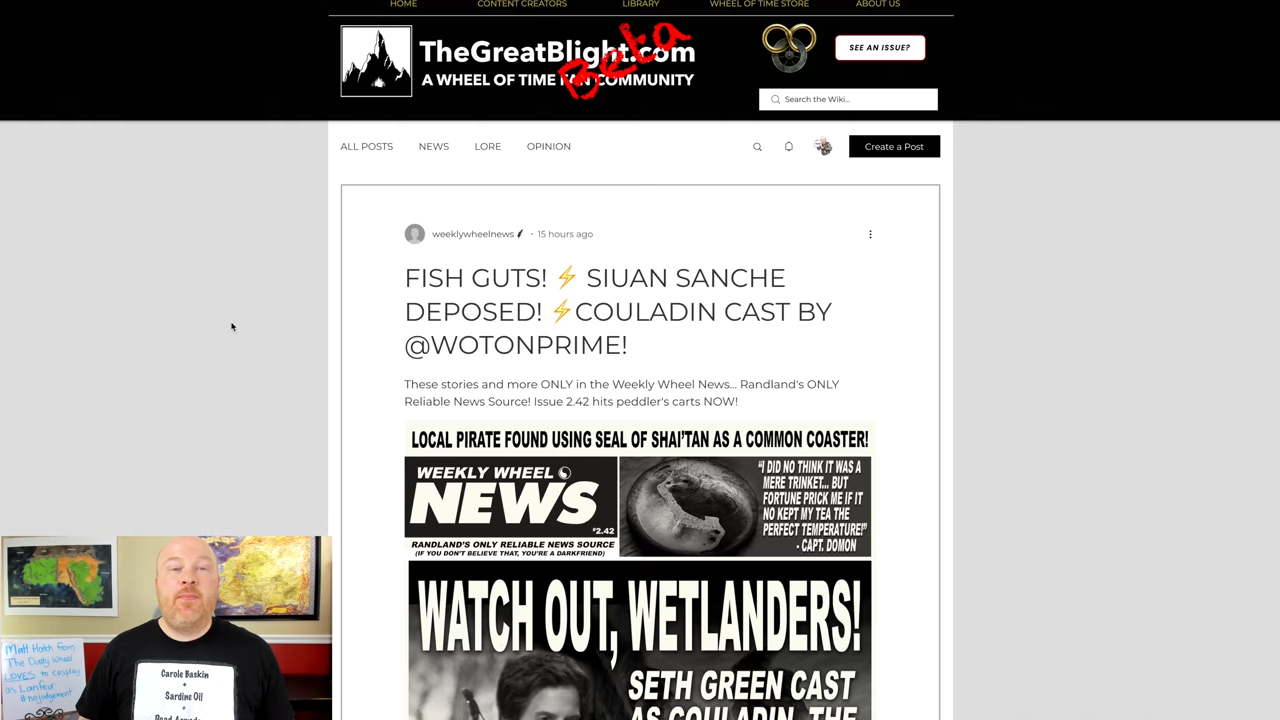 HOME CONTENT CREATORS LIBRARY WHEEL OF TIME STORE ABOUT US
TheGreatBlight.com
A WHEEL OF TIME FAN COMMUNITY
Beta
SEE AN ISSUE?
Search the Wiki...
ALL POSTS NEWS LORE OPINION
Create a Post
weeklywheelnews · 15 hours ago
FISH GUTS! ⚡ SIUAN SANCHE
DEPOSED! ⚡COULADIN CAST BY
@WOTONPRIME!
These stories and more ONLY in the Weekly Wheel News... Randland's ONLY
Reliable News Source! Issue 2.42 hits peddler's carts NOW!
LOCAL PIRATE FOUND USING SEAL OF SHAI'TAN AS A COMMON COASTER!
WEEKLY WHEEL
NEWS
#2.42
RANDLAND'S ONLY RELIABLE NEWS SOURCE
(IF YOU DON'T BELIEVE THAT, YOU'RE A DARKFRIEND)
"I DID NO THINK IT WAS A
MERE TRINKET... BUT
FORTUNE PRICK ME IF IT
NO KEPT MY TEA THE
PERFECT TEMPERATURE!"
- CAPT. DOMON
WATCH OUT, WETLANDERS!
SETH GREEN CAST
AS COULADIN, THE
Matt Hatch from
The Dusty Wheel
LOVES to cosplay
as Lanfear
#nojudgement
Carole Baskin
+
Sardine Oil
+